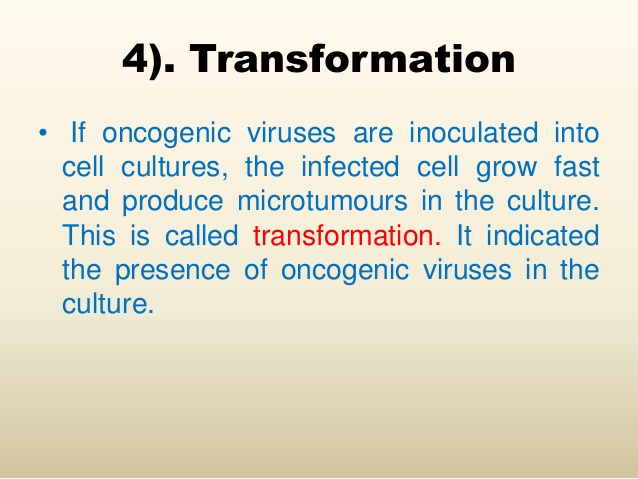 4). Transformation
• If oncogenic viruses are inoculated into
cell cultures, the infected cell grow fast
and produce microtumours in the culture.
This is called transformation. It indicated
the presence of oncogenic viruses in the
culture.